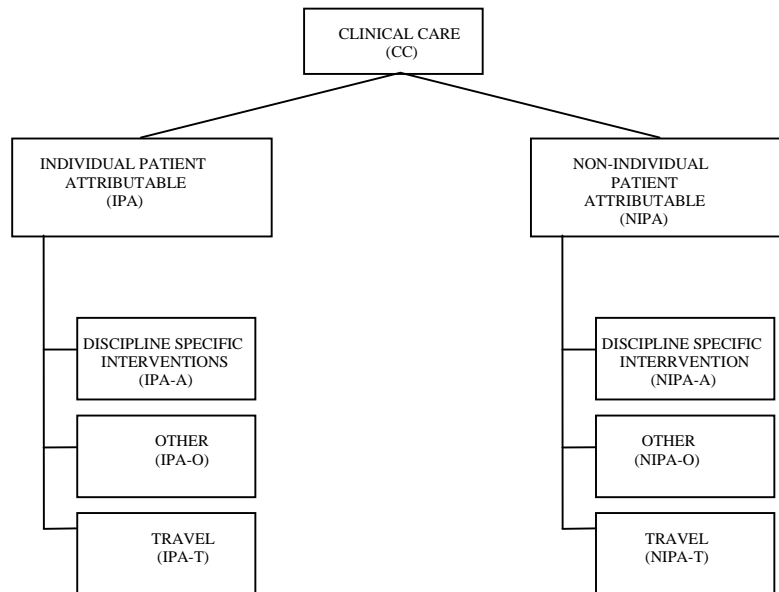 CLINICAL CARE
(CC)
INDIVIDUAL PATIENT
ATTRIBUTABLE
(IPA)
NON-INDIVIDUAL
PATIENT
ATTRIBUTABLE
(NIPA)
DISCIPLINE SPECIFIC
INTERVENTIONS
(IPA-A)
DISCIPLINE SPECIFIC
INTERRVENTION
(NIPA-A)
OTHER
(IPA-O)
OTHER
(NIPA-O)
TRAVEL
(IPA-T)
TRAVEL
(NIPA-T)